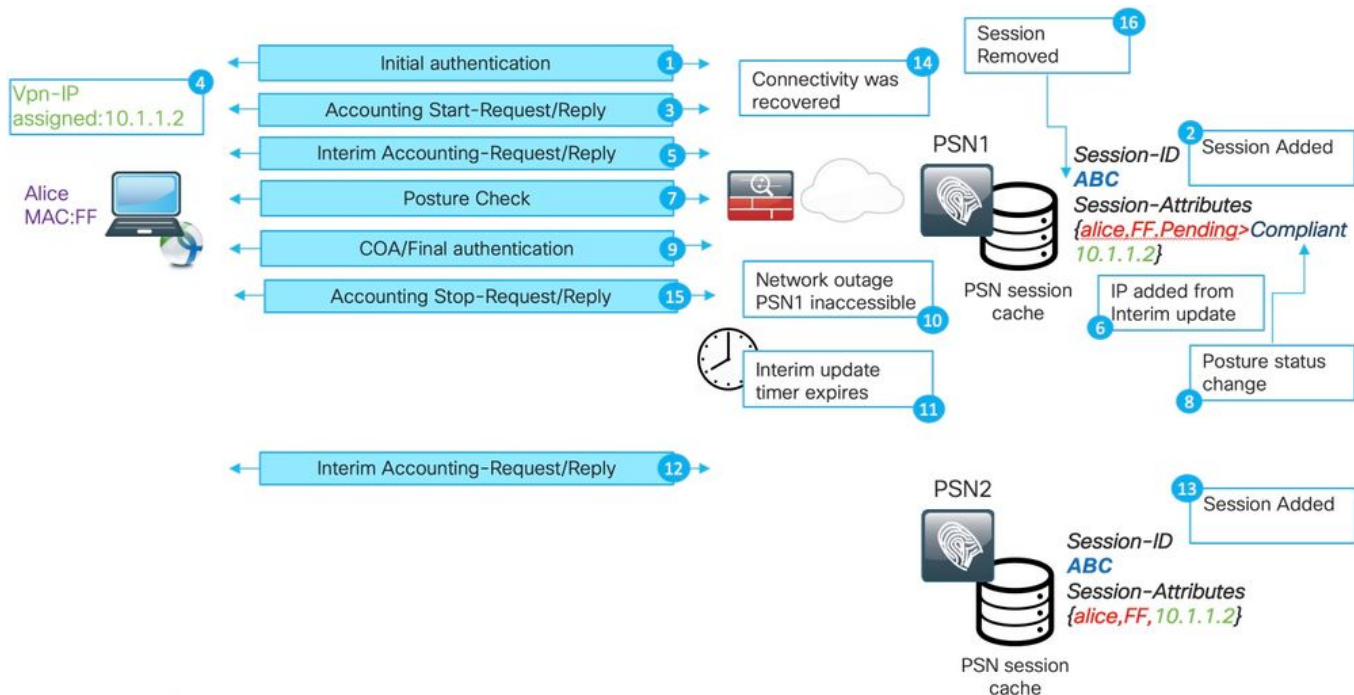 Initial authentication
1
Accounting Start-Request/Reply
3
Interim Accounting-Request/Reply
5
Posture Check
7
COA/Final authentication
9
Accounting Stop-Request/Reply
15
4
Vpn-IP
assigned:10.1.1.2
Alice
MAC:FF
14
Connectivity was
recovered
16
Session
Removed
2
Session Added
PSN1
Session-ID
ABC
Session-Attributes
{alice,FF.Pending>Compliant
10.1.1.2}
PSN session
cache
Network outage
PSN1 inaccessible
10
IP added from
Interim update
6
Interim update
timer expires
11
Posture status
change
8
Interim Accounting-Request/Reply
12
PSN2
13
Session Added
Session-ID
ABC
Session-Attributes
{alice,FF,10.1.1.2}
PSN session
cache